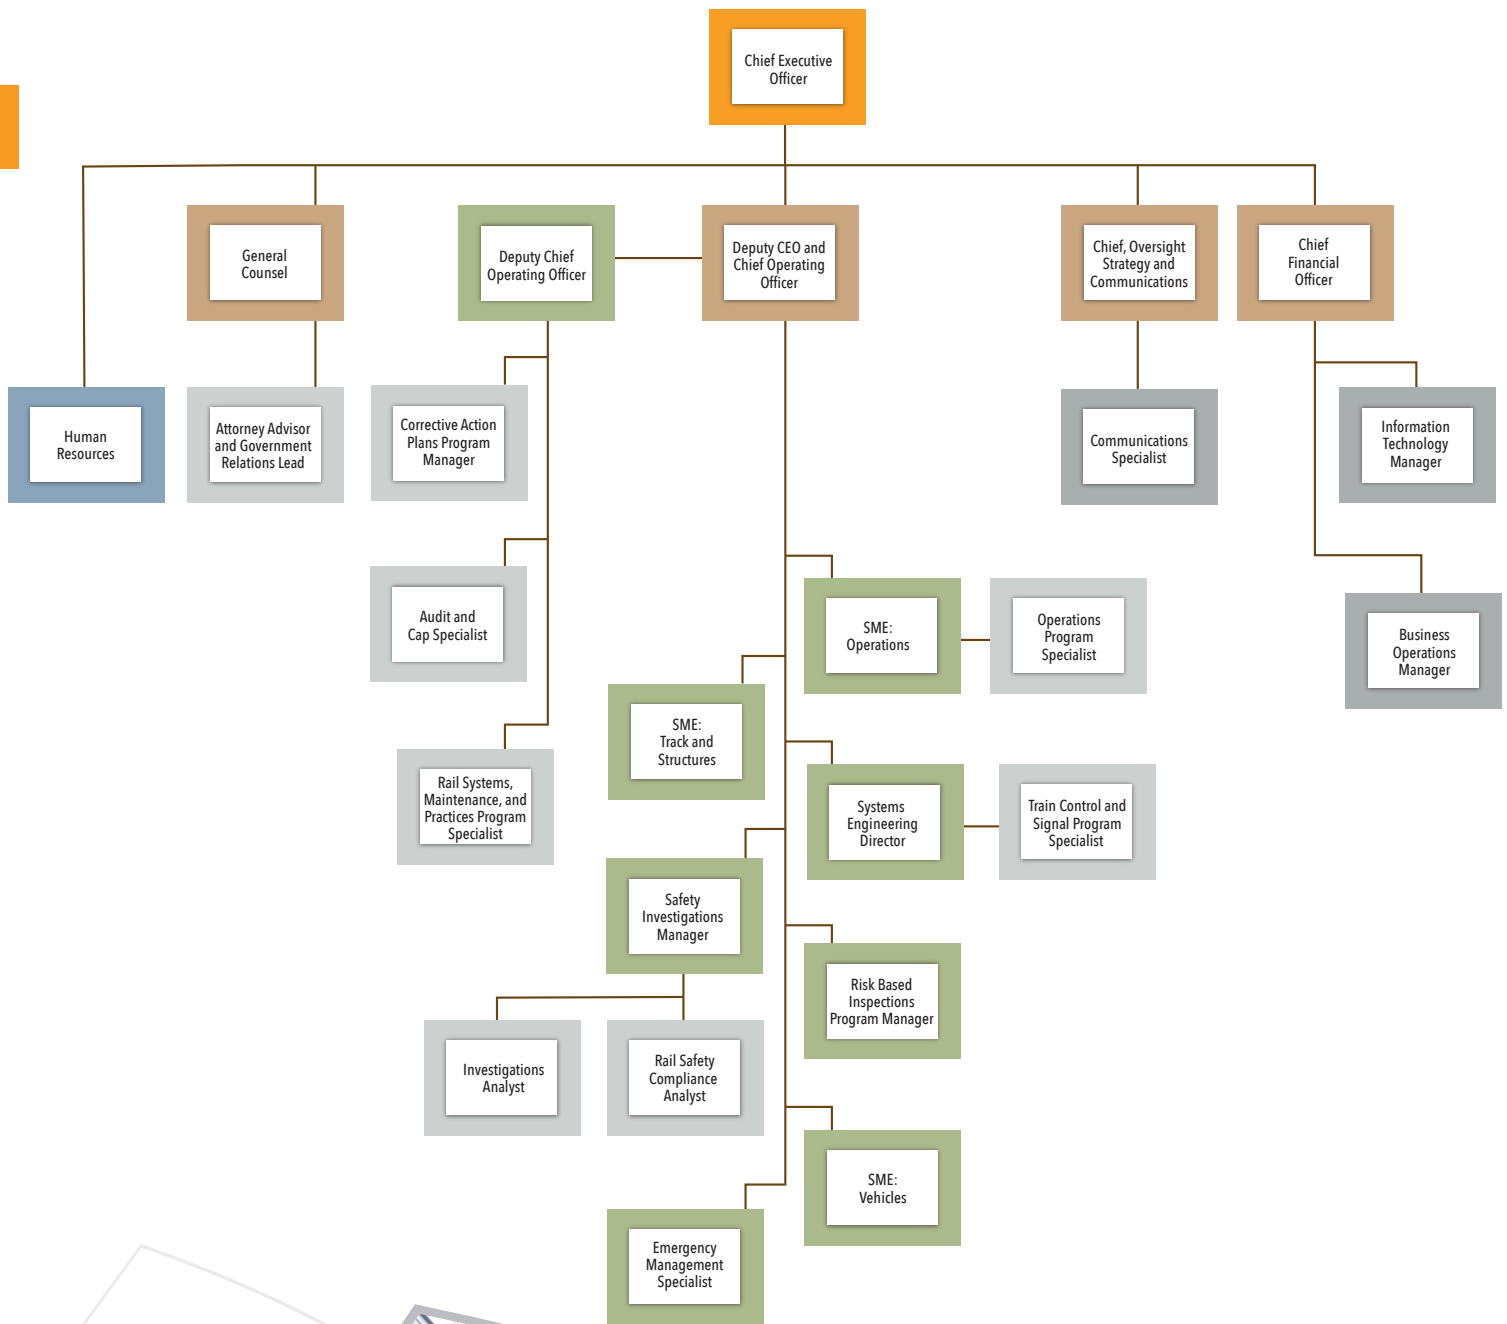 Chief Executive
Officer
General
Counsel
Deputy Chief
Operating Officer
Deputy CEO and
Chief Operating
Officer
Chief, Oversight
Strategy and
Communications
Chief
Financial
Officer
Human
Resources
Attorney Advisor
and Government
Relations Lead
Corrective Action
Plans Program
Manager
Communications
Specialist
Information
Technology
Manager
Audit and
Cap Specialist
SME:
Operations
Operations
Program
Specialist
Business
Operations
Manager
SME:
Track and
Structures
Rail Systems,
Maintenance, and
Practices Program
Specialist
Systems
Engineering
Director
Train Control and
Signal Program
Specialist
Safety
Investigations
Manager
Risk Based
Inspections
Program Manager
Investigations
Analyst
Rail Safety
Compliance
Analyst
SME:
Vehicles
Emergency
Management
Specialist